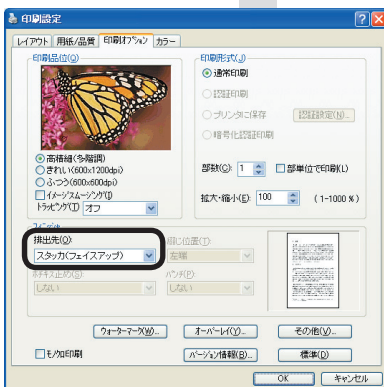 印刷設定
レイアウト 用紙/品質 印刷オプション カラー
印刷品位(Q)
高精細(多階調)
きれい(600x1200dpi)
ふつう(600x600dpi)
イメージスムージング(I)
トラッピング(T) オフ
印刷形式(J)
通常印刷
認証印刷
プリンタに保存 認証設定(N)...
暗号化認証印刷
部数(C): 1 部単位で印刷(L)
拡大・縮小(E): 100 (1-1000 %)
排出先(O):
スタッカ(フェイスアップ)
綴じ位置(I):
左端
ホチキス止め(S):
しない
パンチ(P):
しない
ウォーターマーク(W)... オーバーレイ(Y)... その他(V)...
モノクロ印刷 バージョン情報(B)... 標準(D)
OK キャンセル